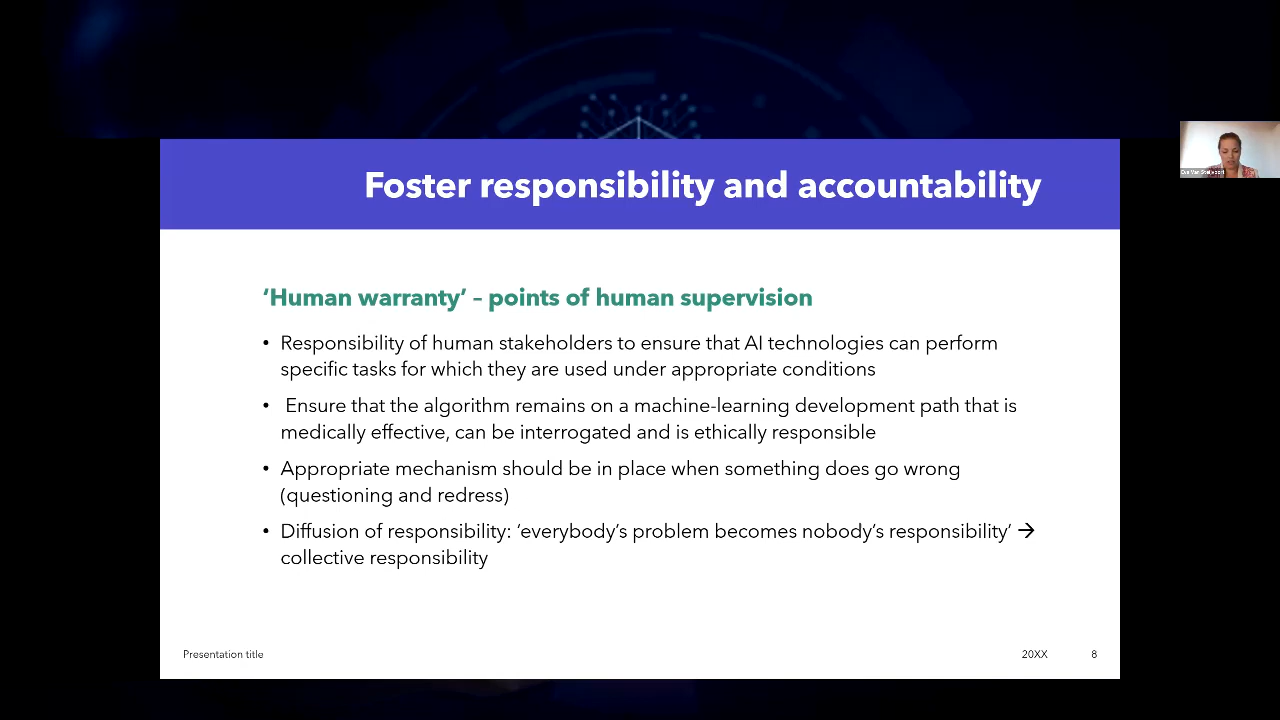 Foster responsibility and accountability
‘Human warranty’ – points of human supervision
• Responsibility of human stakeholders to ensure that AI technologies can perform
specific tasks for which they are used under appropriate conditions
• Ensure that the algorithm remains on a machine-learning development path that is
medically effective, can be interrogated and is ethically responsible
• Appropriate mechanism should be in place when something does go wrong
(questioning and redress)
• Diffusion of responsibility: ‘everybody’s problem becomes nobody’s responsibility’ →
collective responsibility
Presentation title
20XX
8